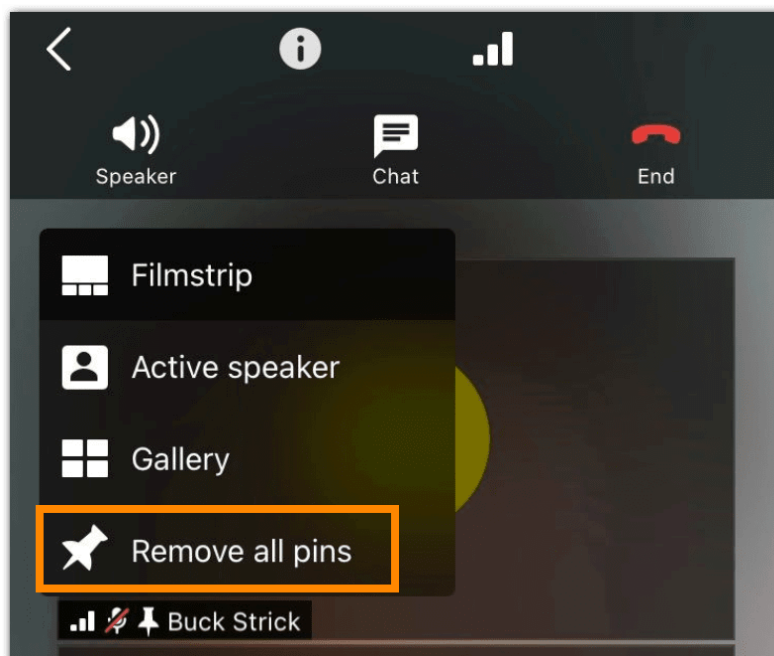 Speaker
Chat
End
Filmstrip
Active speaker
Gallery
Remove all pins
Buck Strick